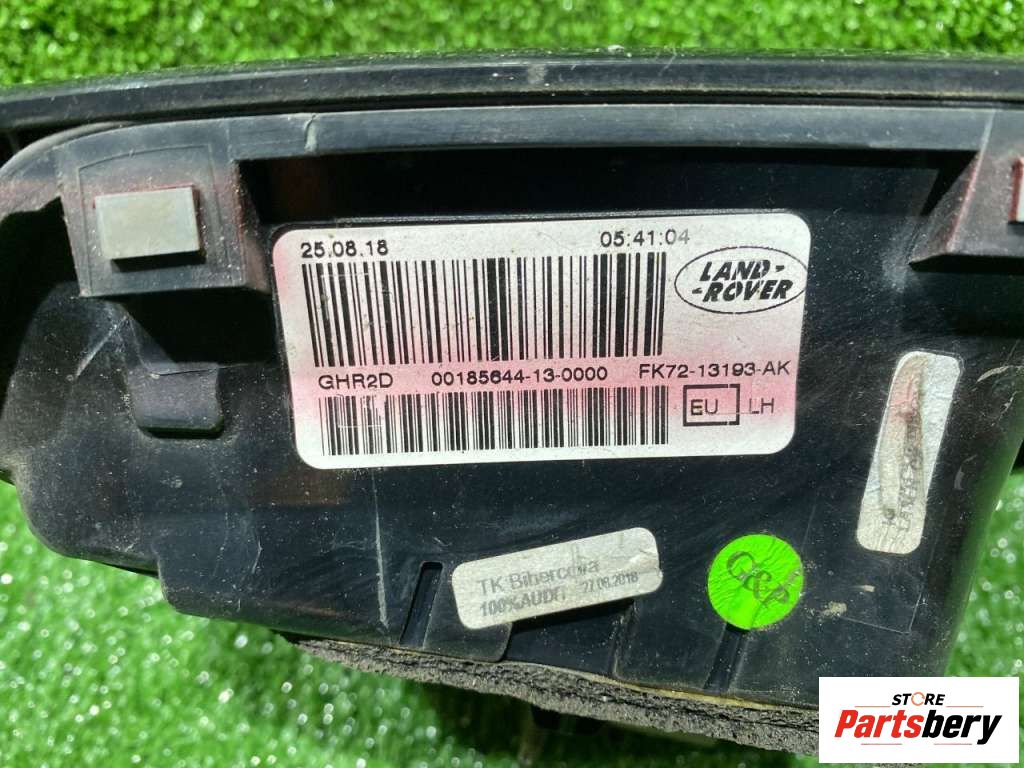 25.08.18 05:41:04
LAND-
-ROVER
GHR2D 00185644-13-0000 FK72-13193-AK
EU LH
TK
100%AUDIT 27.08.2018
STORE
Partsbery